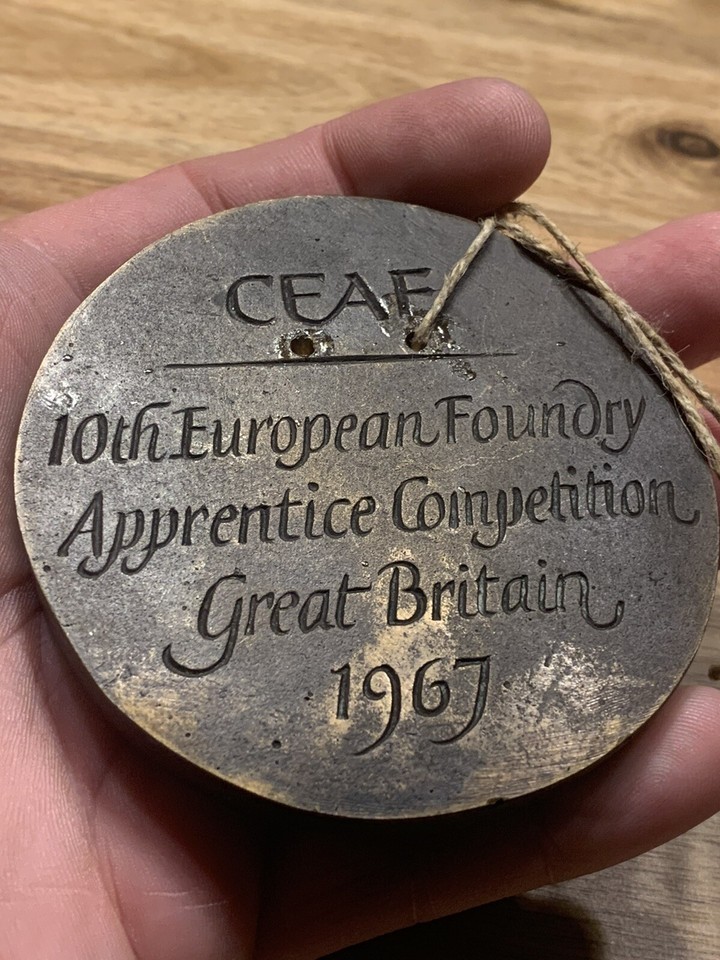 CEAF
10th European Foundry
Apprentice Competition
Great Britain
1967